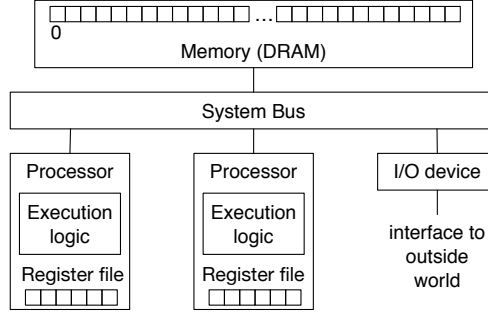 ...
0
Memory (DRAM)
System Bus
Processor
Execution
logic
Register file
Processor
Execution
logic
Register file
I/O device
interface to
outside
world